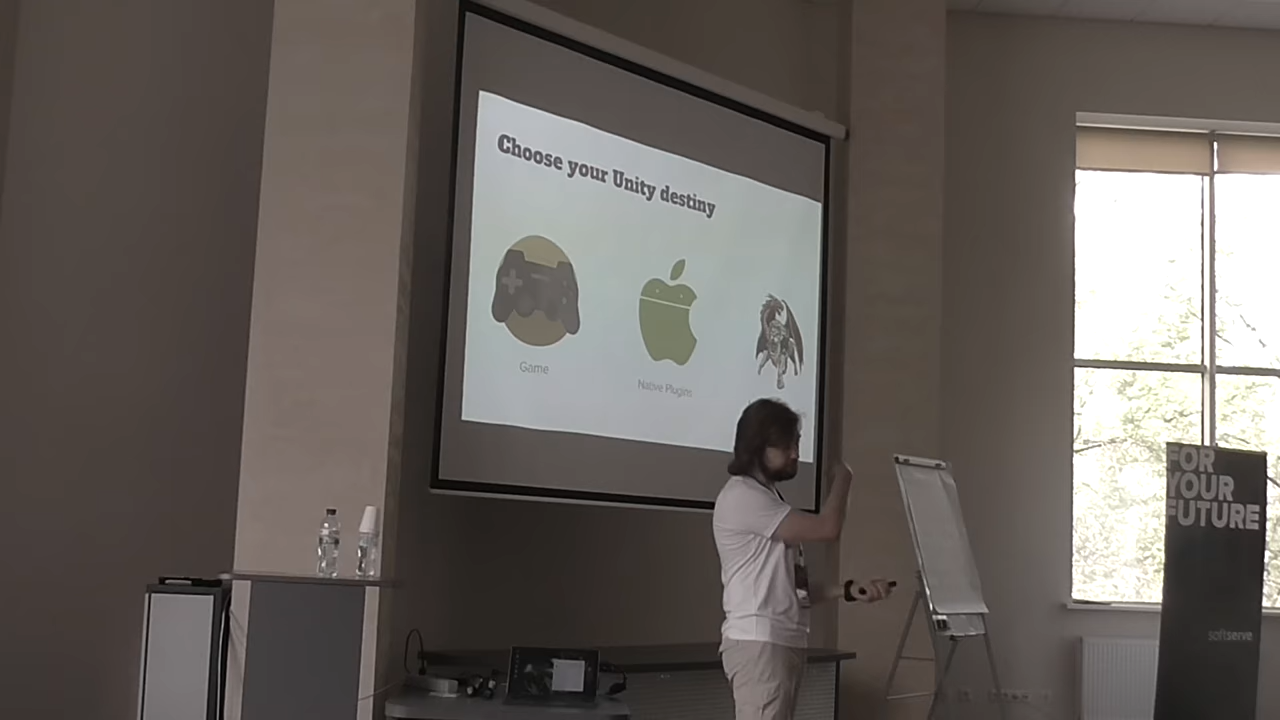 Choose your Unity destiny
Game
Native Plugins
FOR
YOUR
FUTURE
softserve